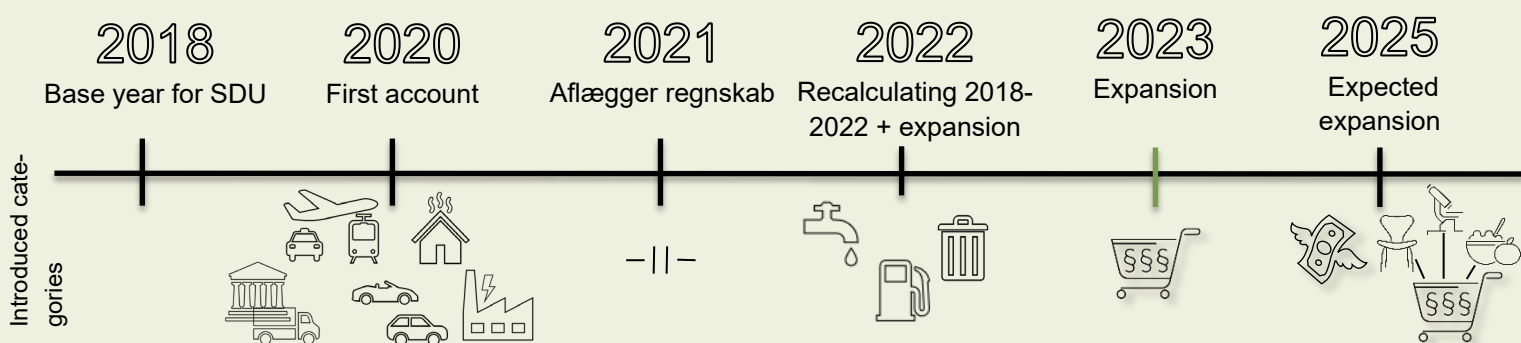 2018
Base year for SDU
2020
First account
2021
Aflægger regnskab
2022
Recalculating 2018-
2022 + expansion
2023
Expansion
2025
Expected
expansion
Introduced cate-
gories
–||–
§§§
§§§